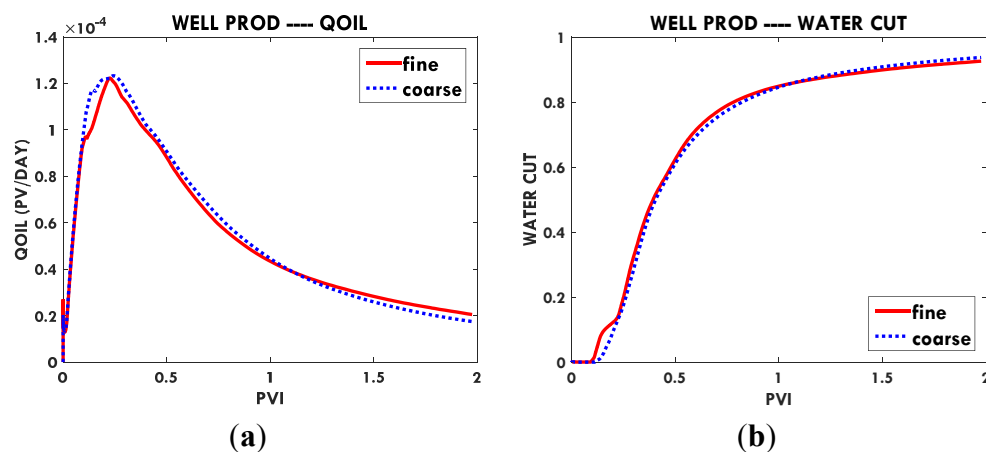 WELL PROD ---- QOIL
×10⁻⁴
1.4
1.2
1
0.8
0.6
0.4
0.2
0
QOIL (PV/DAY)
fine
coarse
0 0.5 1 1.5 2
PVI
(a)
WELL PROD ---- WATER CUT
1
0.8
0.6
0.4
0.2
0
WATER CUT
fine
coarse
0 0.5 1 1.5 2
PVI
(b)